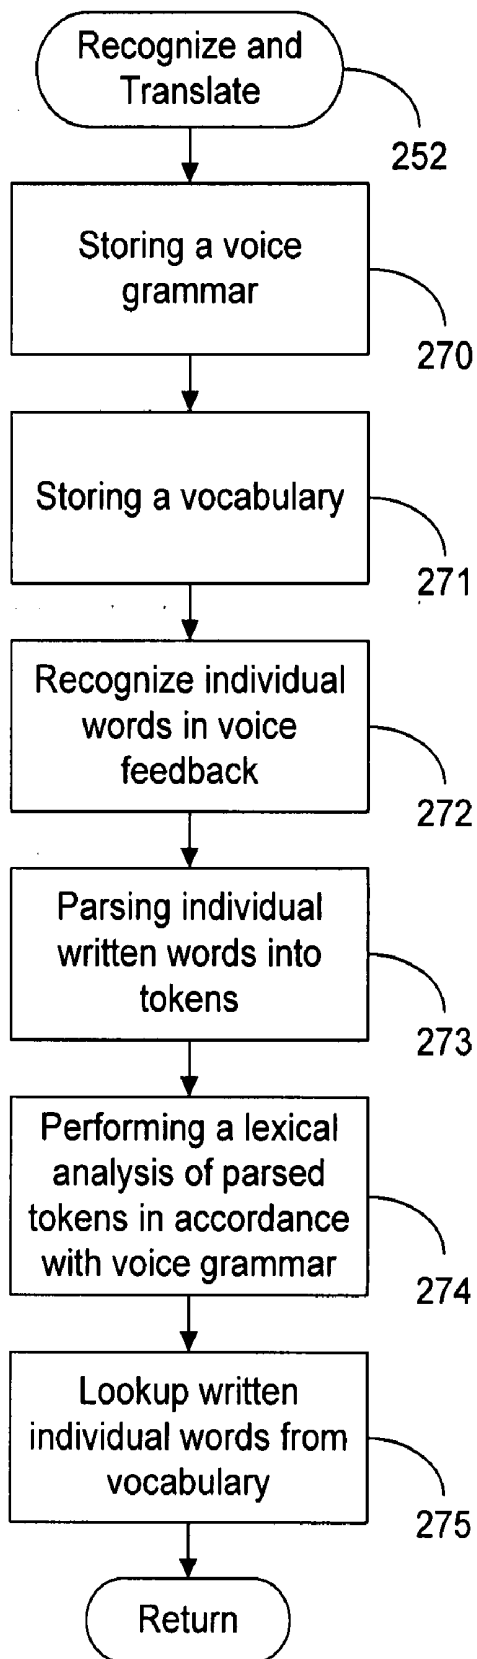 Recognize and
Translate
252
Storing a voice
grammar
270
Storing a vocabulary
271
Recognize individual
words in voice
feedback
272
Parsing individual
written words into
tokens
273
Performing a lexical
analysis of parsed
tokens in accordance
with voice grammar
274
Lookup written
individual words from
vocabulary
275
Return